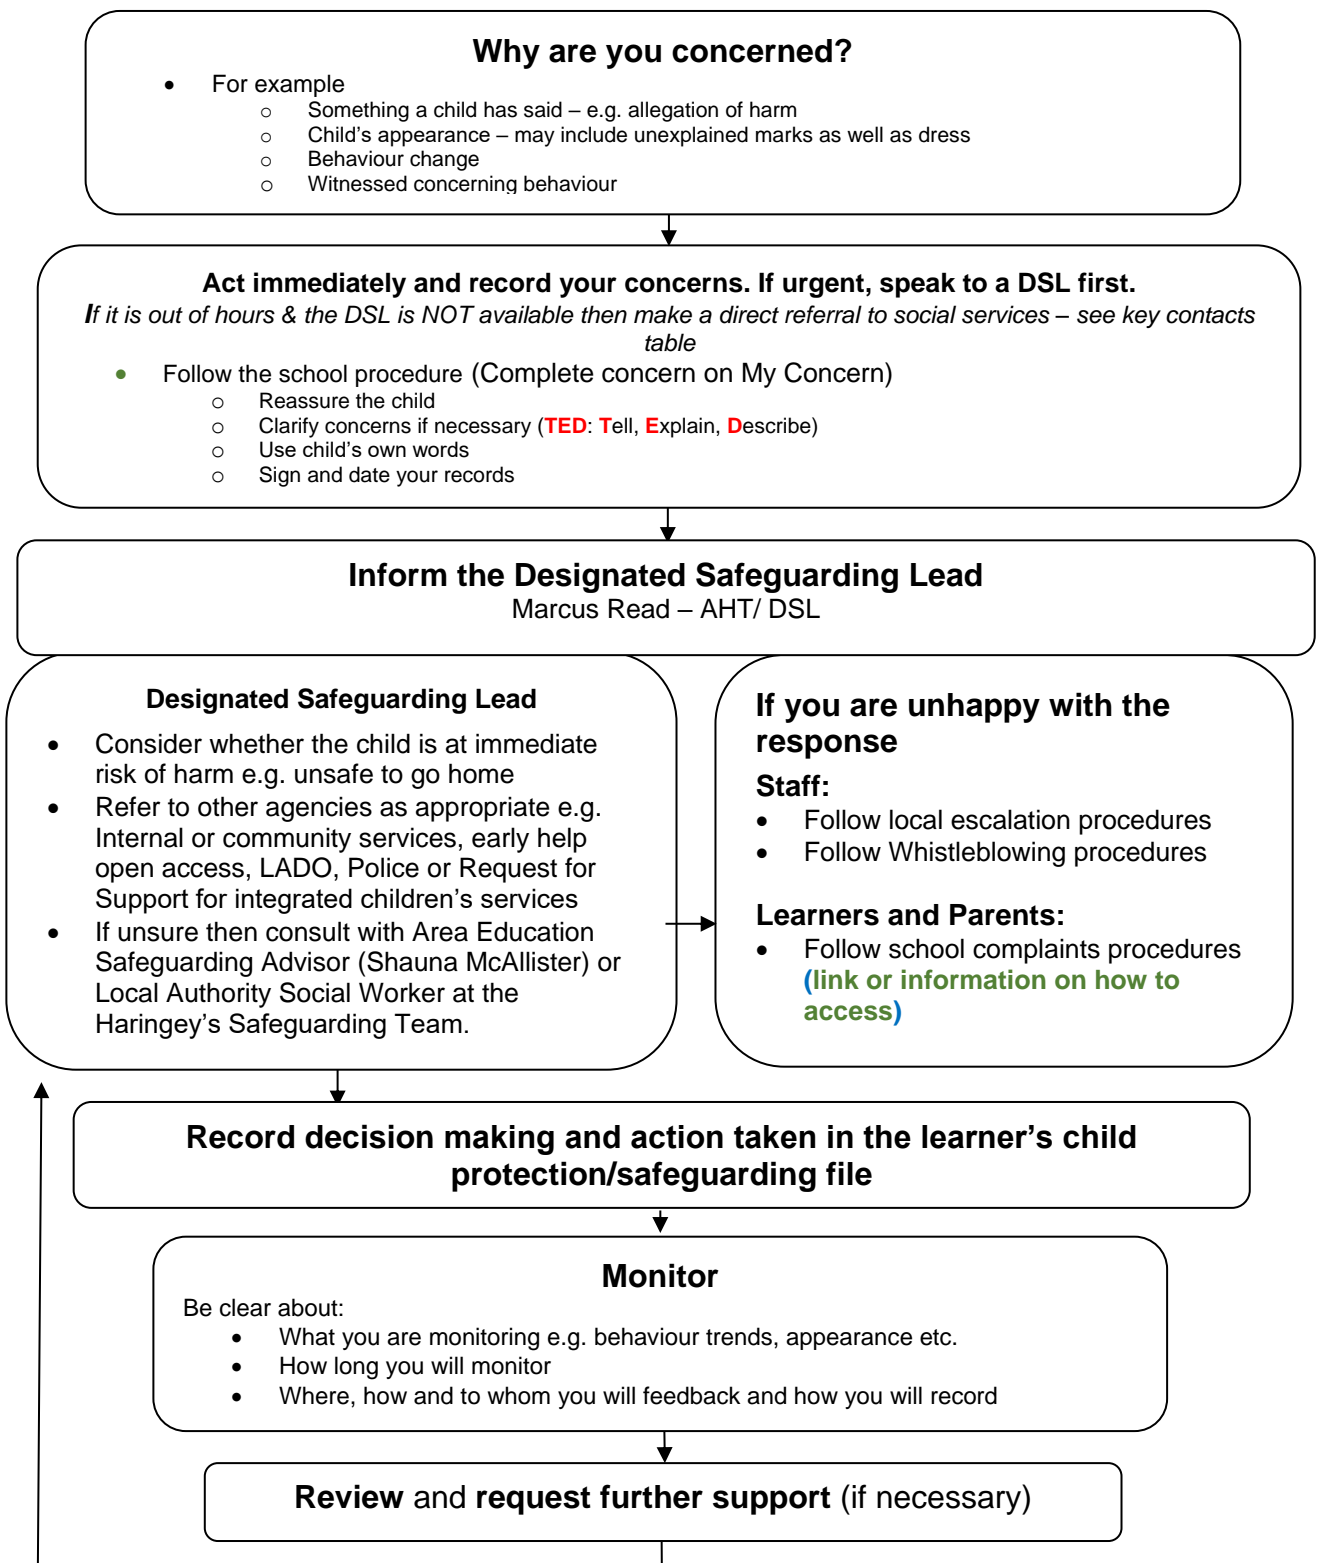 Why are you concerned?
• For example
o Something a child has said – e.g. allegation of harm
o Child's appearance – may include unexplained marks as well as dress
o Behaviour change
o Witnessed concerning behaviour
Act immediately and record your concerns. If urgent, speak to a DSL first.
If it is out of hours & the DSL is NOT available then make a direct referral to social services – see key contacts
table
• Follow the school procedure (Complete concern on My Concern)
o Reassure the child
o Clarify concerns if necessary (TED: Tell, Explain, Describe)
o Use child's own words
o Sign and date your records
Inform the Designated Safeguarding Lead
Marcus Read – AHT/ DSL
Designated Safeguarding Lead
• Consider whether the child is at immediate
risk of harm e.g. unsafe to go home
• Refer to other agencies as appropriate e.g.
Internal or community services, early help
open access, LADO, Police or Request for
Support for integrated children's services
• If unsure then consult with Area Education
Safeguarding Advisor (Shauna McAllister) or
Local Authority Social Worker at the
Haringey's Safeguarding Team.
If you are unhappy with the
response
Staff:
• Follow local escalation procedures
• Follow Whistleblowing procedures
Learners and Parents:
• Follow school complaints procedures
(link or information on how to
access)
Record decision making and action taken in the learner's child
protection/safeguarding file
Monitor
Be clear about:
• What you are monitoring e.g. behaviour trends, appearance etc.
• How long you will monitor
• Where, how and to whom you will feedback and how you will record
Review and request further support (if necessary)